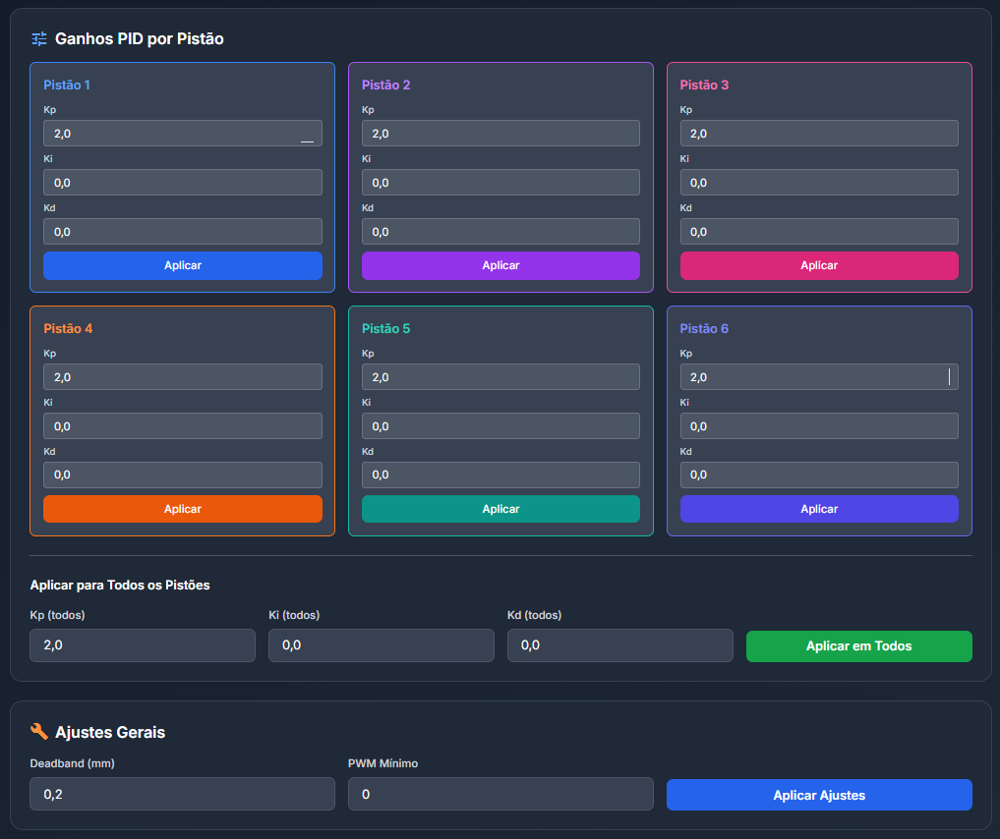 Ganhos PID por Pistão
Pistão 1
Kp
2,0
Ki
0,0
Kd
0,0
Aplicar
Pistão 2
Kp
2,0
Ki
0,0
Kd
0,0
Aplicar
Pistão 3
Kp
2,0
Ki
0,0
Kd
0,0
Aplicar
Pistão 4
Kp
2,0
Ki
0,0
Kd
0,0
Aplicar
Pistão 5
Kp
2,0
Ki
0,0
Kd
0,0
Aplicar
Pistão 6
Kp
2,0
Ki
0,0
Kd
0,0
Aplicar
Aplicar para Todos os Pistões
Kp (todos)
2,0
Ki (todos)
0,0
Kd (todos)
0,0
Aplicar em Todos
Ajustes Gerais
Deadband (mm)
0,2
PWM Mínimo
0
Aplicar Ajustes